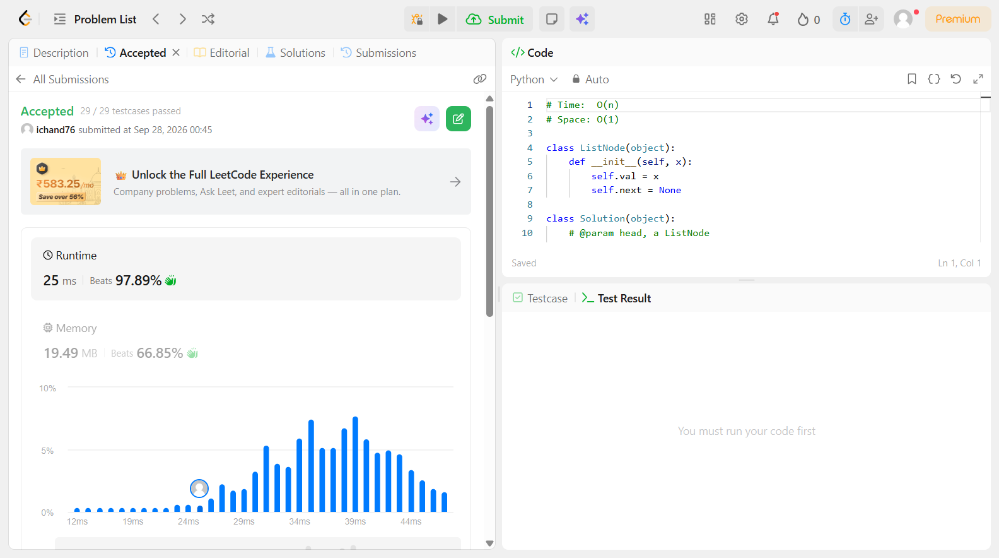 Problem List
Submit
0
Premium
Description
Accepted
Editorial
Solutions
Submissions
All Submissions
Accepted 29 / 29 testcases passed
ichand76 submitted at Sep 28, 2026 00:45
₹583.25/mo
Save over 56%
Unlock the Full LeetCode Experience
Company problems, Ask Leet, and expert editorials — all in one plan.
Runtime
25 ms Beats 97.89%
Memory
19.49 MB Beats 66.85%
10%
5%
0%
12ms 19ms 24ms 29ms 34ms 39ms 44ms
</> Code
Python Auto
1 # Time:  O(n)
2 # Space: O(1)
3
4 class ListNode(object):
5     def __init__(self, x):
6         self.val = x
7         self.next = None
8
9 class Solution(object):
10     # @param head, a ListNode
Saved
Ln 1, Col 1
Testcase
Test Result
You must run your code first